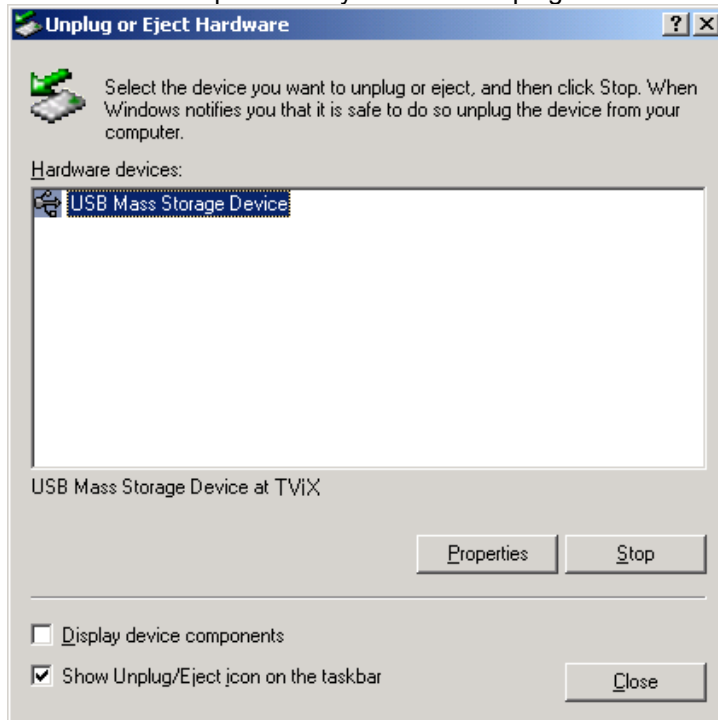 Unplug or Eject Hardware
Select the device you want to unplug or eject, and then click Stop. When
Windows notifies you that it is safe to do so unplug the device from your
computer.
Hardware devices:
USB Mass Storage Device
USB Mass Storage Device at TViX
Properties
Stop
Display device components
Show Unplug/Eject icon on the taskbar
Close